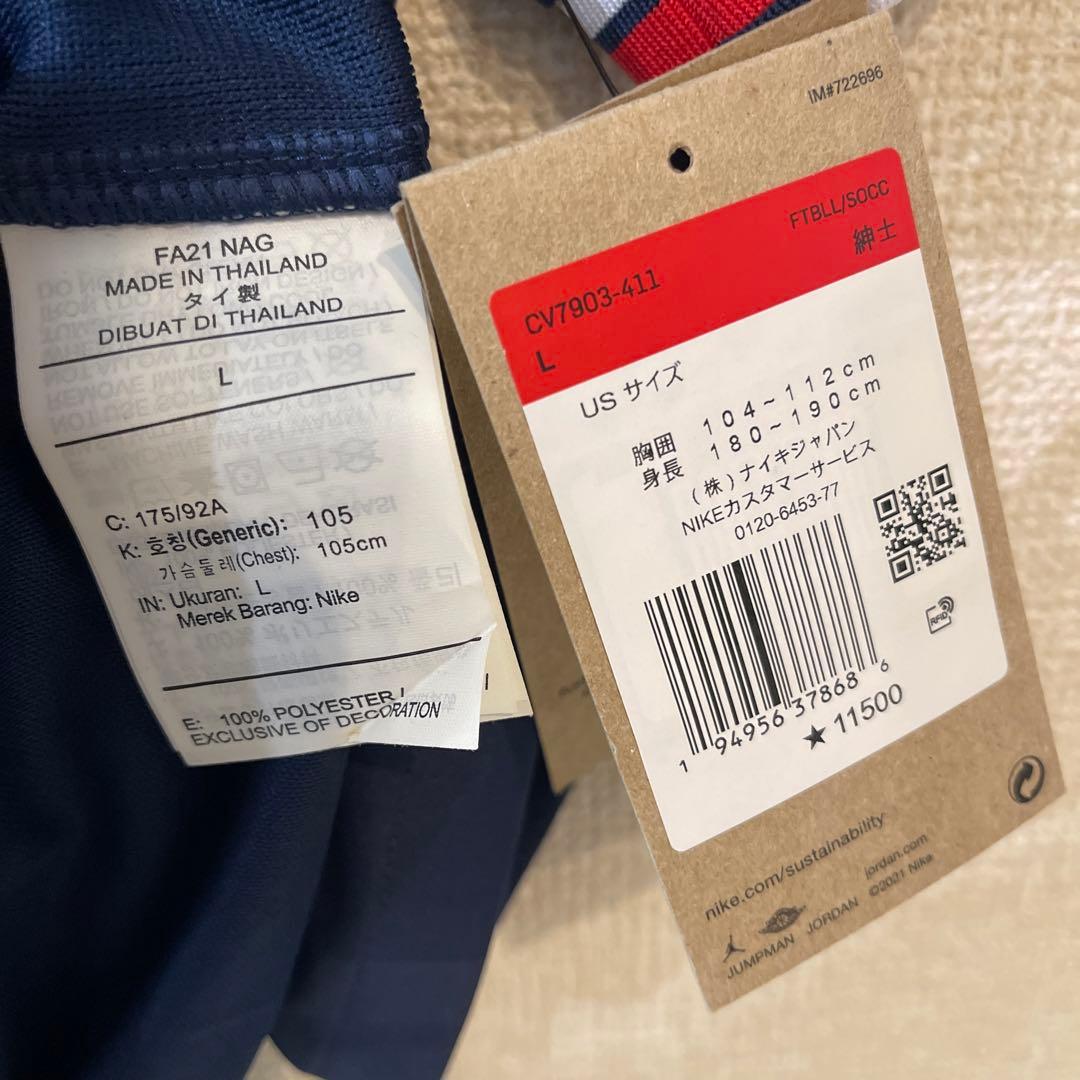 FA21 NAG
MADE IN THAILAND
タイ製
DIBUAT DI THAILAND
L
C: 175/92A
K: 호칭(Generic): 105
가슴둘레(Chest): 105cm
IN: Ukuran: L
Merek Barang: Nike
E: 100% POLYESTER
EXCLUSIVE OF DECORATION
IM#722696
FTBLL/SOCC
紳士
CV7903-411
L
US サイズ
胸囲 104~112cm
身長 180~190cm
(株)ナイキジャパン
NIKEカスタマーサービス
0120-6453-77
RFID
1 94956 37868 6
★11500
nike.com/sustainability
jordan.com
©2021 Nike
JUMPMAN JORDAN